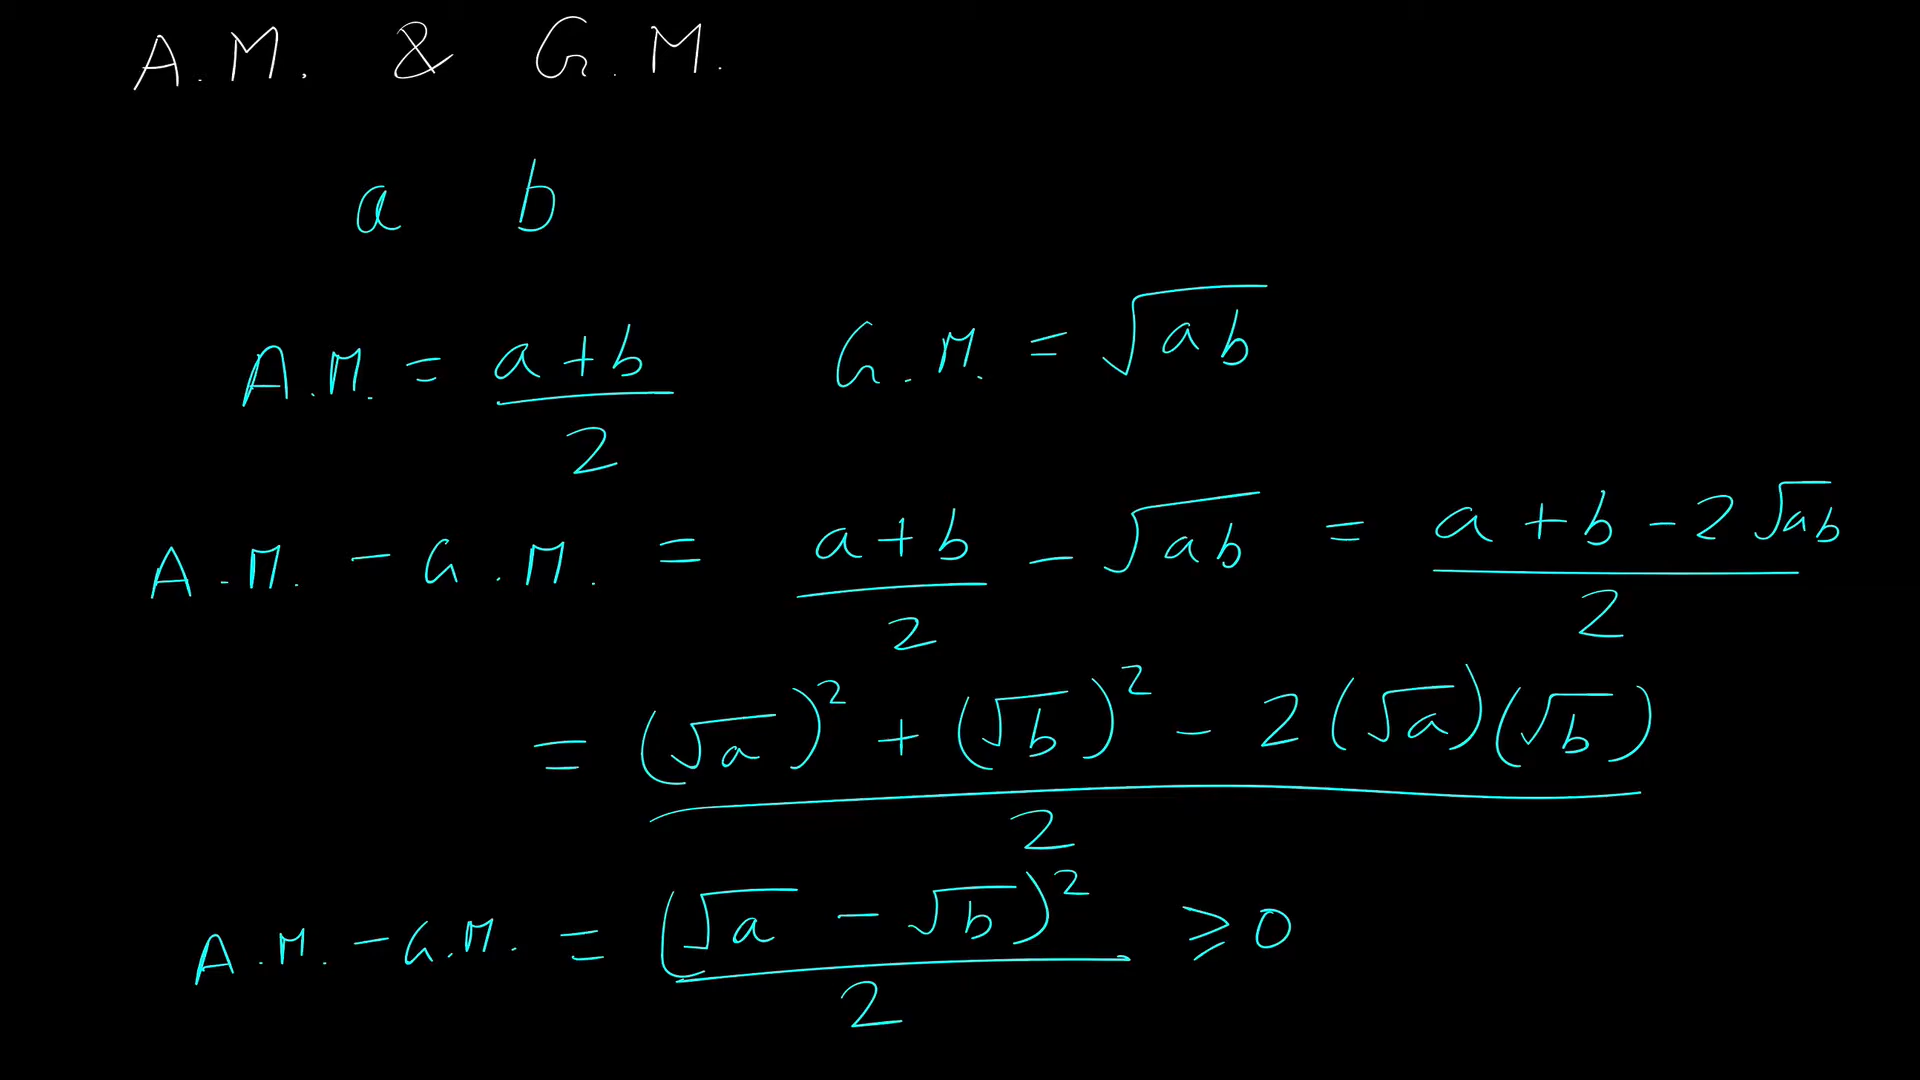 A.M. & G.M.
a b
A.M. = a+b/2 G.M. = √ab
A.M. - G.M. = a+b/2 - √ab = a+b-2√ab/2
= (√a)² + (√b)² - 2(√a)(√b)/2
A.M. - G.M. = (√a - √b)²/2 ≥ 0